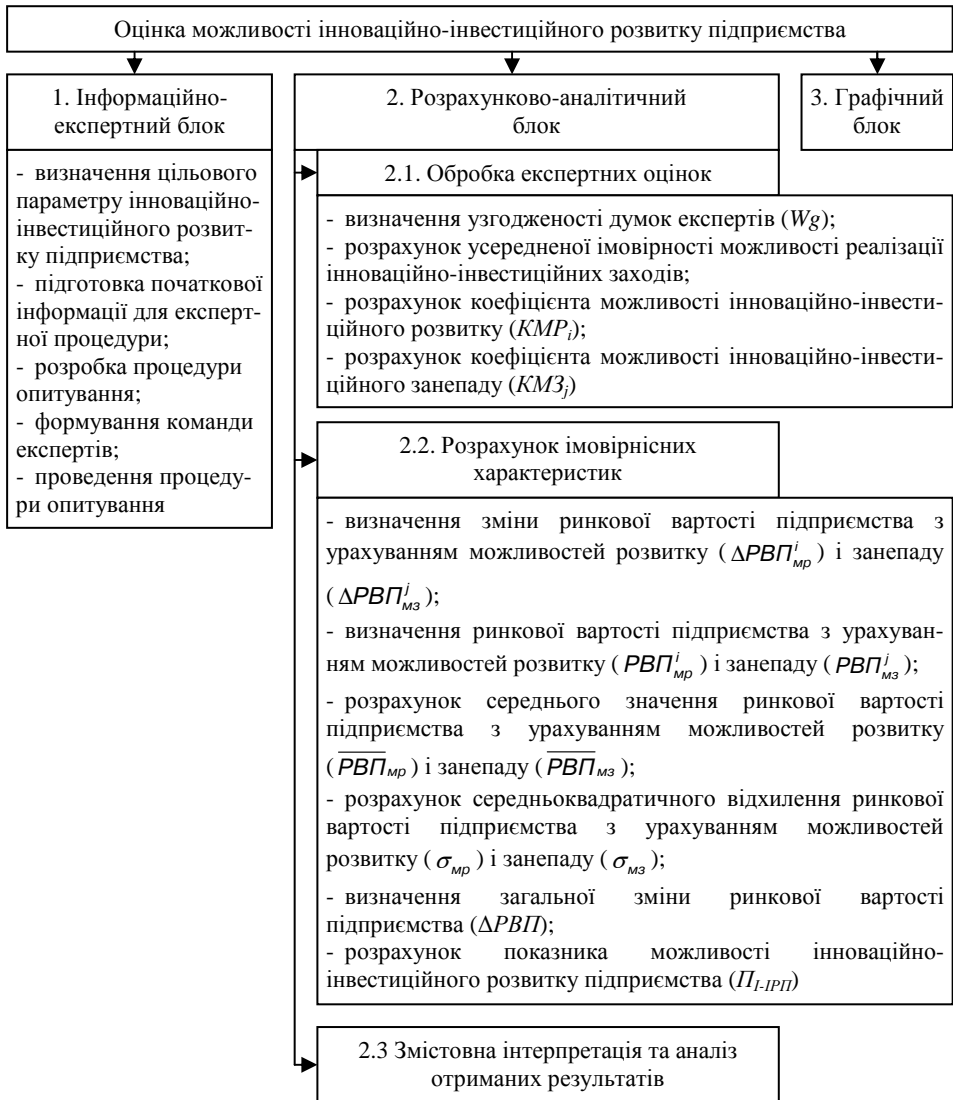 Оцінка можливості інноваційно-інвестиційного розвитку підприємства
1. Інформаційно-
експертний блок
- визначення цільового
параметру інноваційно-
інвестиційного розвит-
ку підприємства;
- підготовка початкової
інформації для експерт-
ної процедури;
- розробка процедури
опитування;
- формування команди
експертів;
- проведення процеду-
ри опитування
2. Розрахунково-аналітичний
блок
2.1. Обробка експертних оцінок
- визначення узгодженості думок експертів (Wg);
- розрахунок усередненої імовірності можливості реалізації
інноваційно-інвестиційних заходів;
- розрахунок коефіцієнта можливості інноваційно-інвести-
ційного розвитку (КМРi);
- розрахунок коефіцієнта можливості інноваційно-інвести-
ційного занепаду (КМЗj)
2.2. Розрахунок імовірнісних
характеристик
- визначення зміни ринкової вартості підприємства з
урахуванням можливостей розвитку (ΔРВП^i_мр) і занепаду
(ΔРВП^j_мз);
- визначення ринкової вартості підприємства з урахуван-
ням можливостей розвитку (РВП^i_мр) і занепаду (РВП^j_мз);
- розрахунок середнього значення ринкової вартості
підприємства з урахуванням можливостей розвитку
(РВП̅_мр) і занепаду (РВП̅_мз);
- розрахунок середньоквадратичного відхилення ринкової
вартості підприємства з урахуванням можливостей
розвитку (σ_мр) і занепаду (σ_мз);
- визначення загальної зміни ринкової вартості
підприємства (ΔРВП);
- розрахунок показника можливості інноваційно-
інвестиційного розвитку підприємства (П_І-ІРП)
2.3 Змістовна інтерпретація та аналіз
отриманих результатів
3. Графічний
блок